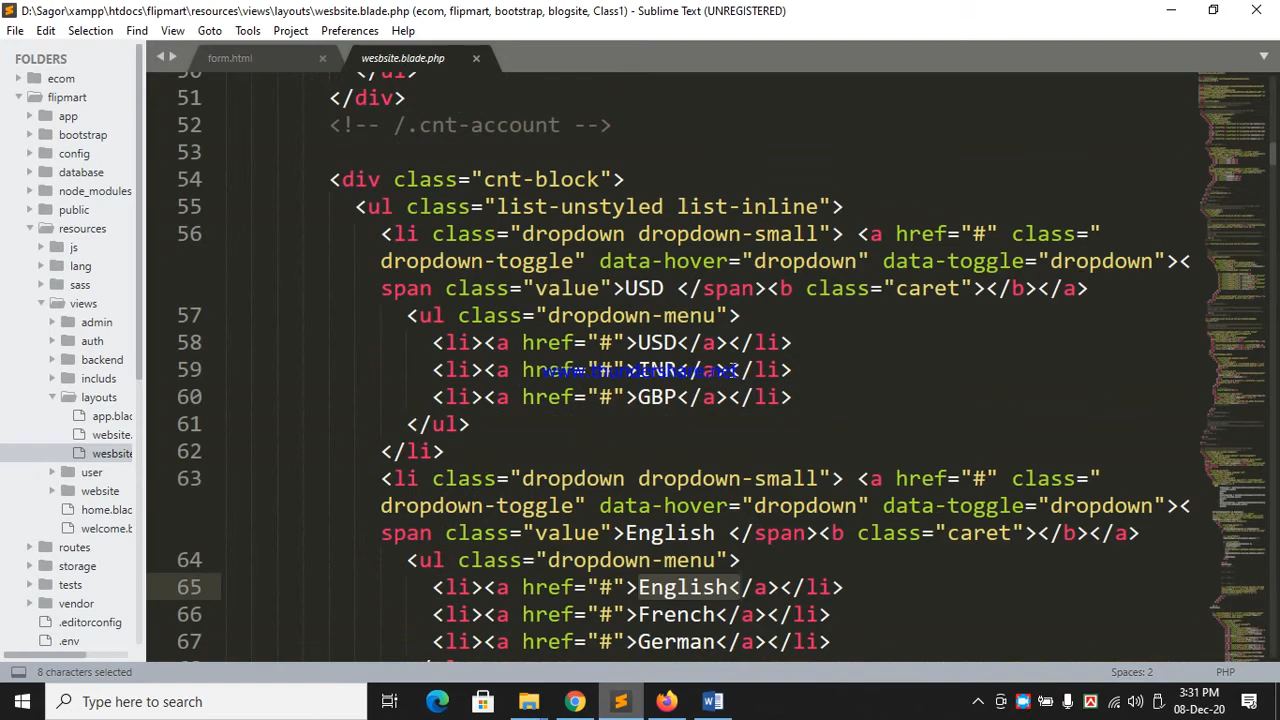 D:\Sagor\xampp\htdocs\flipmart\resources\views\layouts\wesbsite.blade.php (ecom, flipmart, bootstrap, blogsite, Class1) - Sublime Text (UNREGISTERED)
File Edit Selection Find View Goto Tools Project Preferences Help
FOLDERS
ecom
flipmart
app
bootstrap
config
database
node_modules
public
resources
js
lang
sass
views
admin
auth
backend
includs
layouts
app.blac
website.
wesbsite
user
website
home.blac
welcome.b
routes
storage
tests
vendor
.editorconfig
.env
form.html
wesbsite.blade.php
50 </ul>
51 </div>
52 <!-- /.cnt-account -->
53
54 <div class="cnt-block">
55 <ul class="list-unstyled list-inline">
56 <li class="dropdown dropdown-small"> <a href="#" class="
dropdown-toggle" data-hover="dropdown" data-toggle="dropdown"><
span class="value">USD </span><b class="caret"></b></a>
57 <ul class="dropdown-menu">
58 <li><a href="#">USD</a></li>
59 <li><a href="#">INR</a></li>
www.thundershare.net
60 <li><a href="#">GBP</a></li>
61 </ul>
62 </li>
63 <li class="dropdown dropdown-small"> <a href="#" class="
dropdown-toggle" data-hover="dropdown" data-toggle="dropdown"><
span class="value">English </span><b class="caret"></b></a>
64 <ul class="dropdown-menu">
65 <li><a href="#">English</a></li>
66 <li><a href="#">French</a></li>
67 <li><a href="#">German</a></li>
8 characters selected
Spaces: 2
PHP
Type here to search
3:31 PM
08-Dec-20